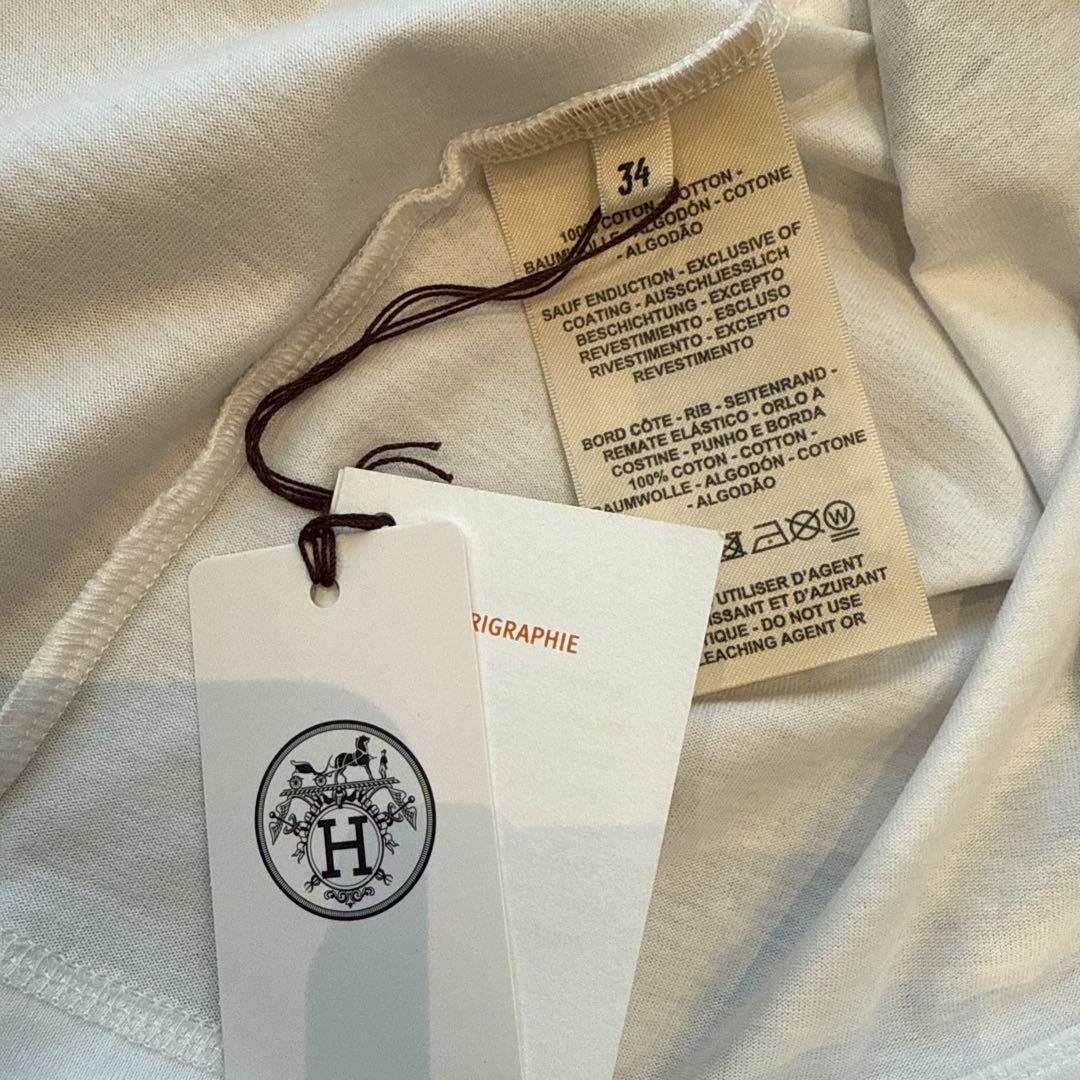 34
100% COTON - COTTON -
- ALGODÓN - COTONE
- ALGODÃO
SAUF ENDUCTION - EXCLUSIVE OF
COATING - AUSSCHLIESSLICH
BESCHICHTUNG - EXCEPTO
REVESTIMIENTO - ESCLUSO
RIVESTIMENTO - EXCEPTO
REVESTIMENTO
BORD CÔTE - RIB - SEITENRAND -
REMATE ELÁSTICO - ORLO A
COSTINE - PUNHO E BORDA
100% COTON - COTTON -
BAUMWOLLE - ALGODÓN - COTONE
- ALGODÃO
W
UTILISER D'AGENT
ISSANT ET D'AZURANT
TIQUE - DO NOT USE
LEACHING AGENT OR
RIGRAPHIE
H